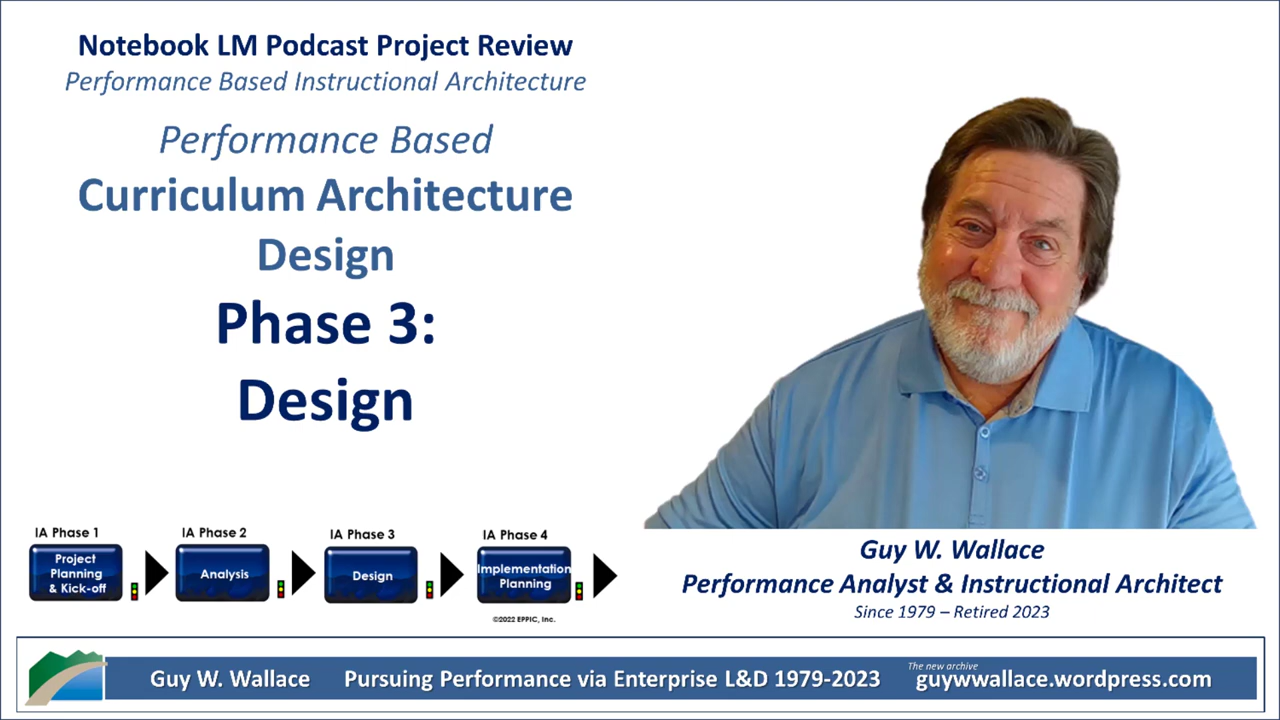 Notebook LM Podcast Project Review
Performance Based Instructional Architecture
Performance Based
Curriculum Architecture
Design
Phase 3:
Design
IA Phase 1
Project
Planning
& Kick-off
IA Phase 2
Analysis
IA Phase 3
Design
IA Phase 4
Implementation
Planning
©2022 EPPIC, Inc.
Guy W. Wallace
Performance Analyst & Instructional Architect
Since 1979 – Retired 2023
Guy W. Wallace
Pursuing Performance via Enterprise L&D 1979-2023
The new archive
guywwallace.wordpress.com